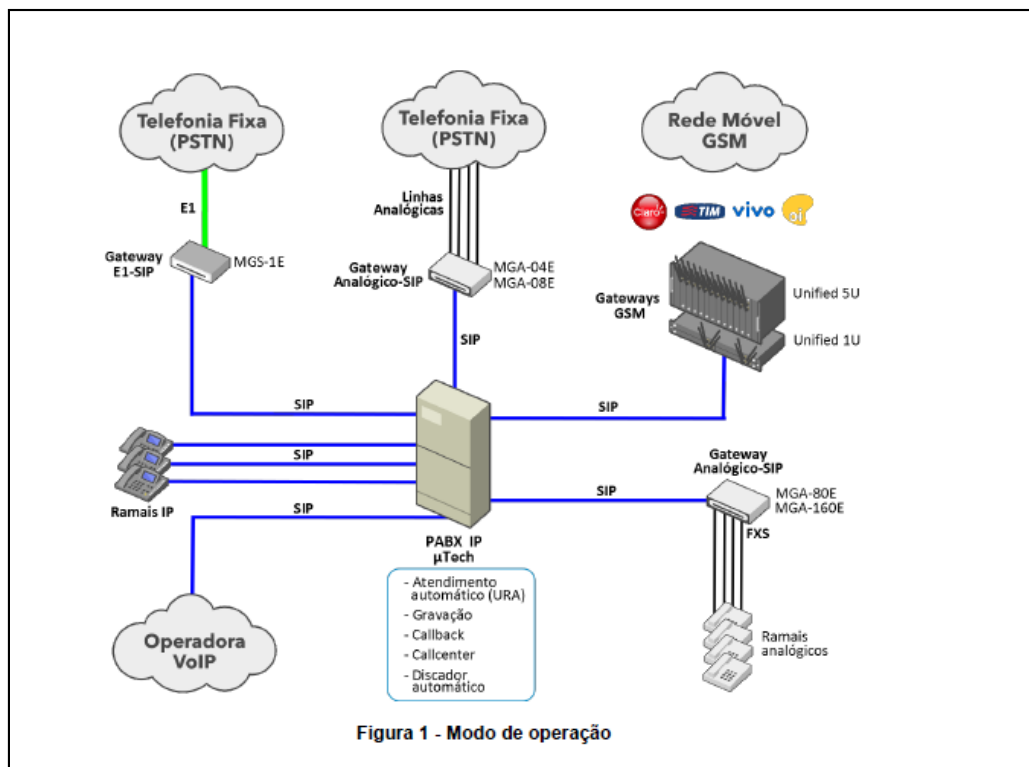 Telefonia Fixa
(PSTN)
Telefonia Fixa
(PSTN)
Rede Móvel
GSM
E1
Linhas
Analógicas
Claro
TIM
vivo
oi
Gateway
E1-SIP
MGS-1E
Gateway
Analógico-SIP
MGA-04E
MGA-08E
Gateways
GSM
Unified 5U
Unified 1U
SIP
SIP
SIP
SIP
Ramais IP
SIP
SIP
Gateway
Analógico-SIP
MGA-80E
MGA-160E
FXS
PABX IP
µTech
- Atendimento
automático (URA)
- Gravação
- Callback
- Callcenter
- Discador
automático
Operadora
VoIP
Ramais
analógicos
Figura 1 - Modo de operação